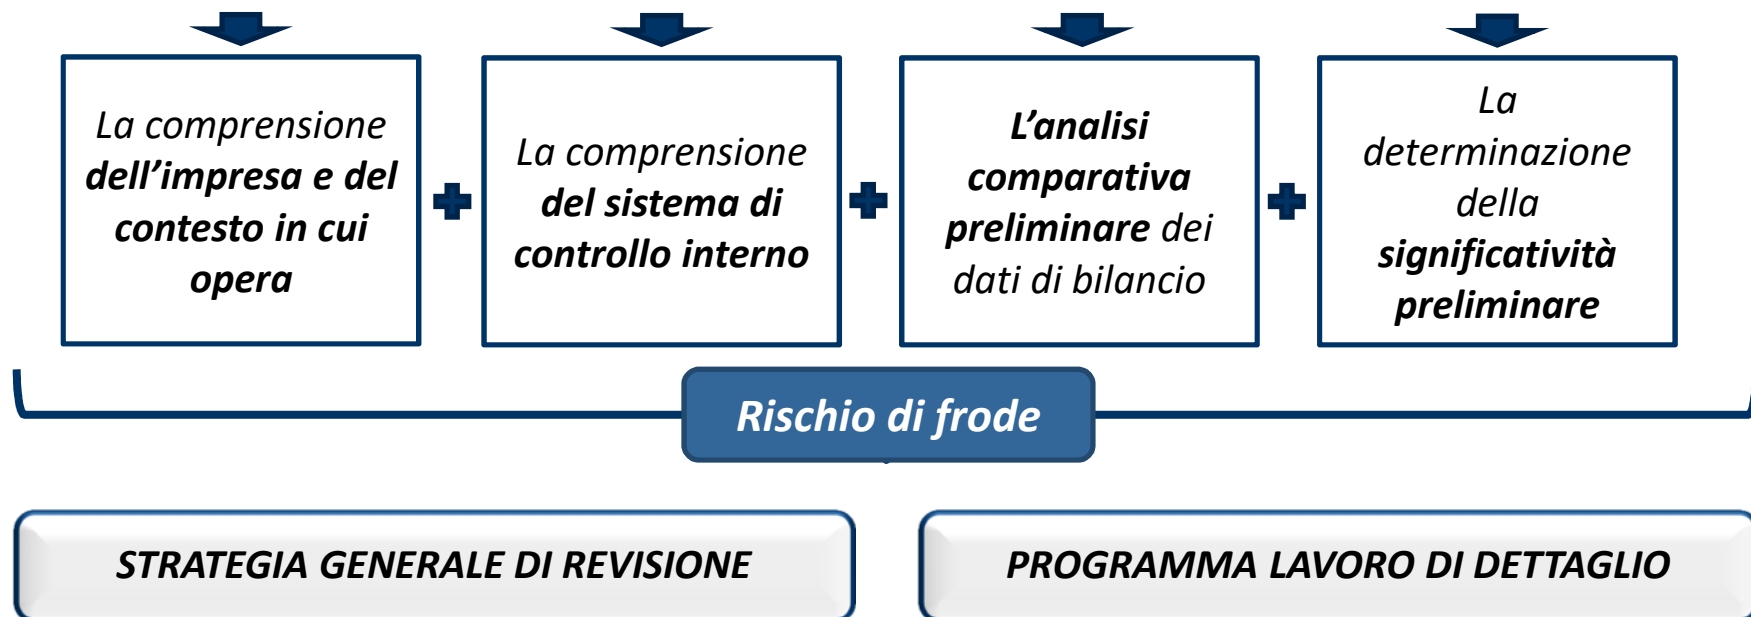 La comprensione
dell’impresa e del
contesto in cui
opera
La comprensione
del sistema di
controllo interno
L’analisi
comparativa
preliminare dei
dati di bilancio
La
determinazione
della
significatività
preliminare
Rischio di frode
STRATEGIA GENERALE DI REVISIONE
PROGRAMMA LAVORO DI DETTAGLIO